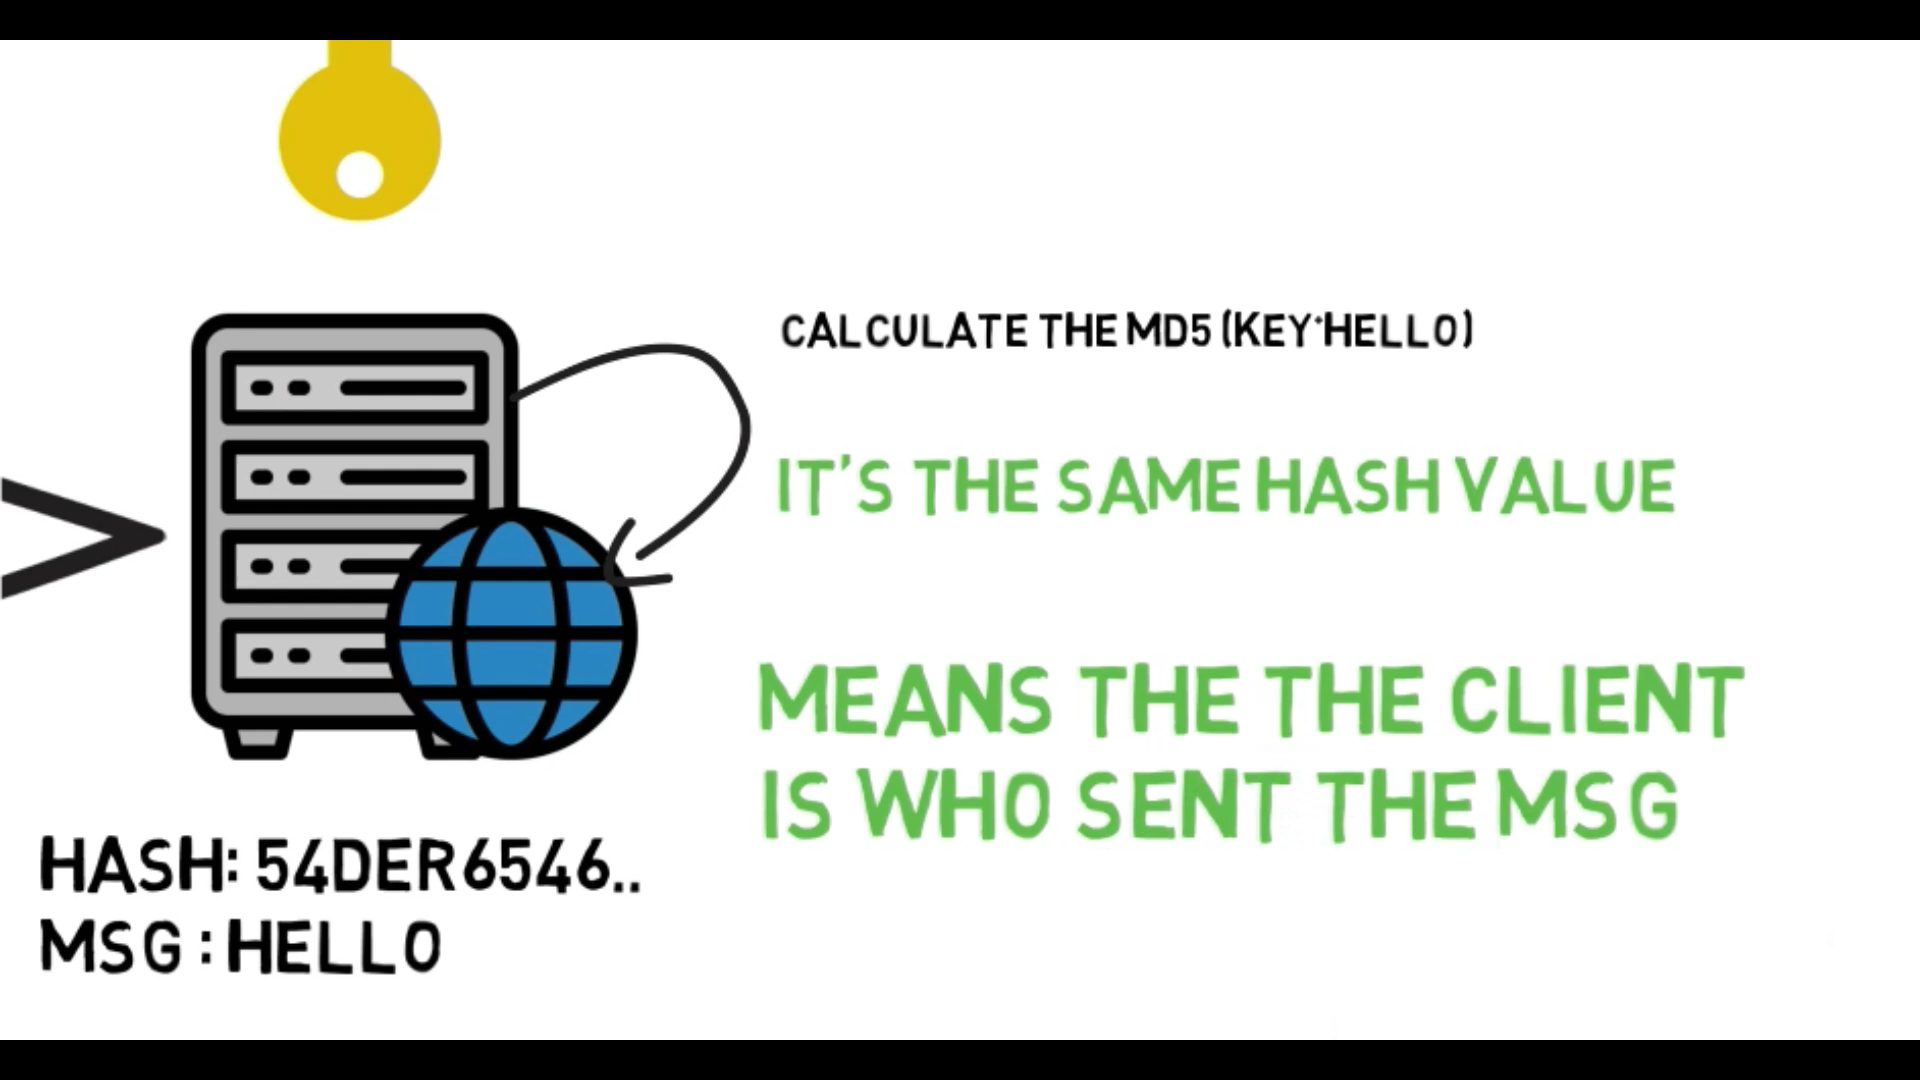 CALCULATE THE MD5 (KEY+HELLO)
IT'S THE SAME HASH VALUE
MEANS THE THE CLIENT
IS WHO SENT THE MSG
HASH: 54DER6546..
MSG : HELLO